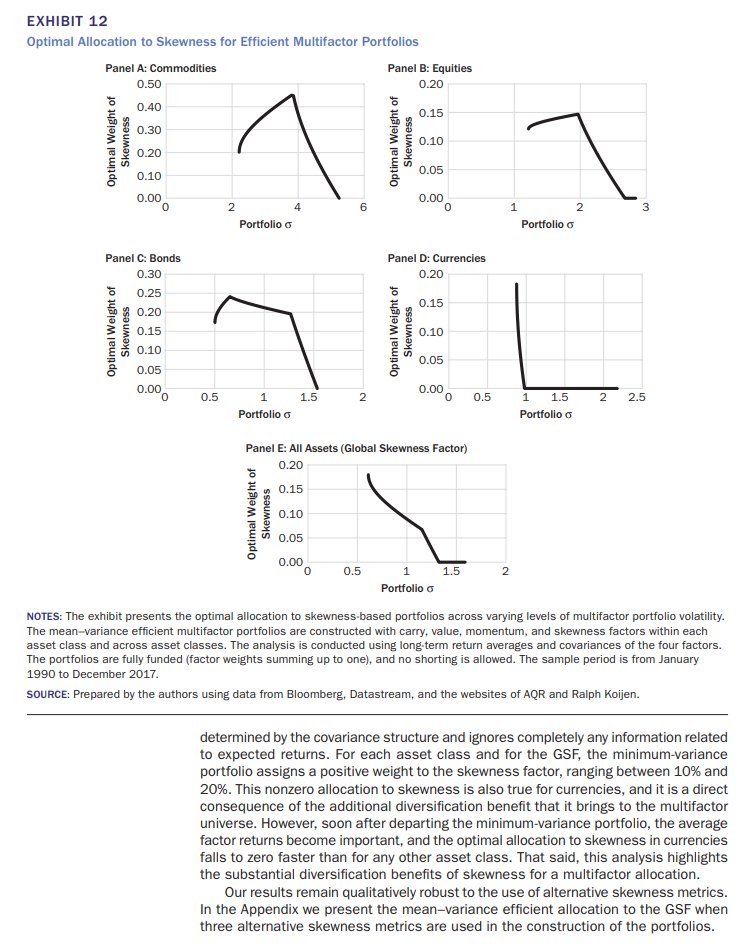 EXHIBIT 12
Optimal Allocation to Skewness for Efficient Multifactor Portfolios
Panel A: Commodities
Optimal Weight of
Skewness
0.50
0.40
0.30
0.20
0.10
0.00
0
2
4
6
Portfolio σ
Panel B: Equities
Optimal Weight of
Skewness
0.20
0.15
0.10
0.05
0.00
0
1
2
3
Portfolio σ
Panel C: Bonds
Optimal Weight of
Skewness
0.30
0.25
0.20
0.15
0.10
0.05
0.00
0
0.5
1
1.5
2
Portfolio σ
Panel D: Currencies
Optimal Weight of
Skewness
0.20
0.15
0.10
0.05
0.00
0
0.5
1
1.5
2
2.5
Portfolio σ
Panel E: All Assets (Global Skewness Factor)
Optimal Weight of
Skewness
0.20
0.15
0.10
0.05
0.00
0
0.5
1
1.5
2
Portfolio σ
NOTES: The exhibit presents the optimal allocation to skewness-based portfolios across varying levels of multifactor portfolio volatility.
The mean–variance efficient multifactor portfolios are constructed with carry, value, momentum, and skewness factors within each
asset class and across asset classes. The analysis is conducted using long-term return averages and covariances of the four factors.
The portfolios are fully funded (factor weights summing up to one), and no shorting is allowed. The sample period is from January
1990 to December 2017.
SOURCE: Prepared by the authors using data from Bloomberg, Datastream, and the websites of AQR and Ralph Koijen.
determined by the covariance structure and ignores completely any information related
to expected returns. For each asset class and for the GSF, the minimum-variance
portfolio assigns a positive weight to the skewness factor, ranging between 10% and
20%. This nonzero allocation to skewness is also true for currencies, and it is a direct
consequence of the additional diversification benefit that it brings to the multifactor
universe. However, soon after departing the minimum-variance portfolio, the average
factor returns become important, and the optimal allocation to skewness in currencies
falls to zero faster than for any other asset class. That said, this analysis highlights
the substantial diversification benefits of skewness for a multifactor allocation.
Our results remain qualitatively robust to the use of alternative skewness metrics.
In the Appendix we present the mean–variance efficient allocation to the GSF when
three alternative skewness metrics are used in the construction of the portfolios.